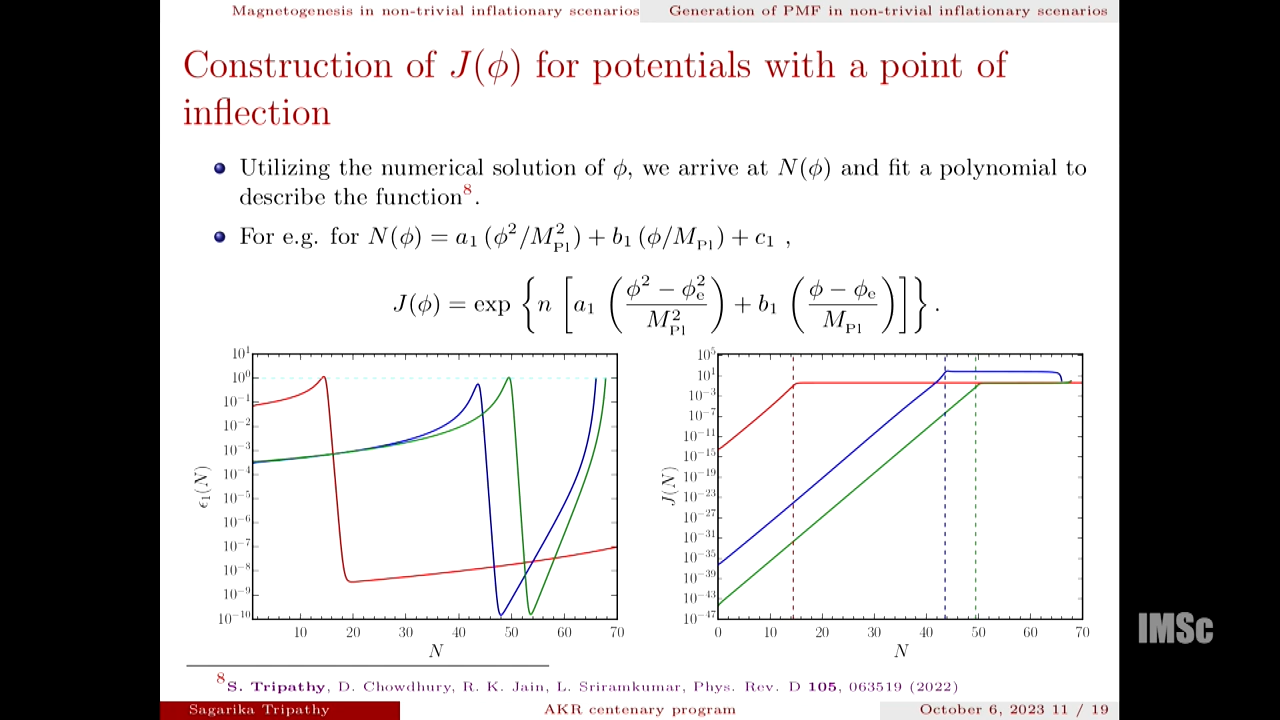 Magnetogenesis in non-trivial inflationary scenarios Generation of PMF in non-trivial inflationary scenarios
Construction of J(ϕ) for potentials with a point of
inflection
Utilizing the numerical solution of ϕ, we arrive at N(ϕ) and fit a polynomial to
describe the function⁸.
For e.g. for N(ϕ) = a₁ (ϕ²/M²_Pl) + b₁ (ϕ/M_Pl) + c₁ ,
J(ϕ) = exp { n [ a₁ ( (ϕ² − ϕₑ²) / M²_Pl ) + b₁ ( (ϕ − ϕₑ) / M_Pl ) ] } .
10¹
10⁰
10⁻¹
10⁻²
10⁻³
10⁻⁴
10⁻⁵
10⁻⁶
10⁻⁷
10⁻⁸
10⁻⁹
10⁻¹⁰
ϵ₁(N)
10 20 30 40 50 60 70
N
10⁵
10¹
10⁻³
10⁻⁷
10⁻¹¹
10⁻¹⁵
10⁻¹⁹
10⁻²³
10⁻²⁷
10⁻³¹
10⁻³⁵
10⁻³⁹
10⁻⁴³
10⁻⁴⁷
J(N)
0 10 20 30 40 50 60 70
N
IMSc
⁸S. Tripathy, D. Chowdhury, R. K. Jain, L. Sriramkumar, Phys. Rev. D 105, 063519 (2022)
Sagarika Tripathy AKR centenary program October 6, 2023 11 / 19